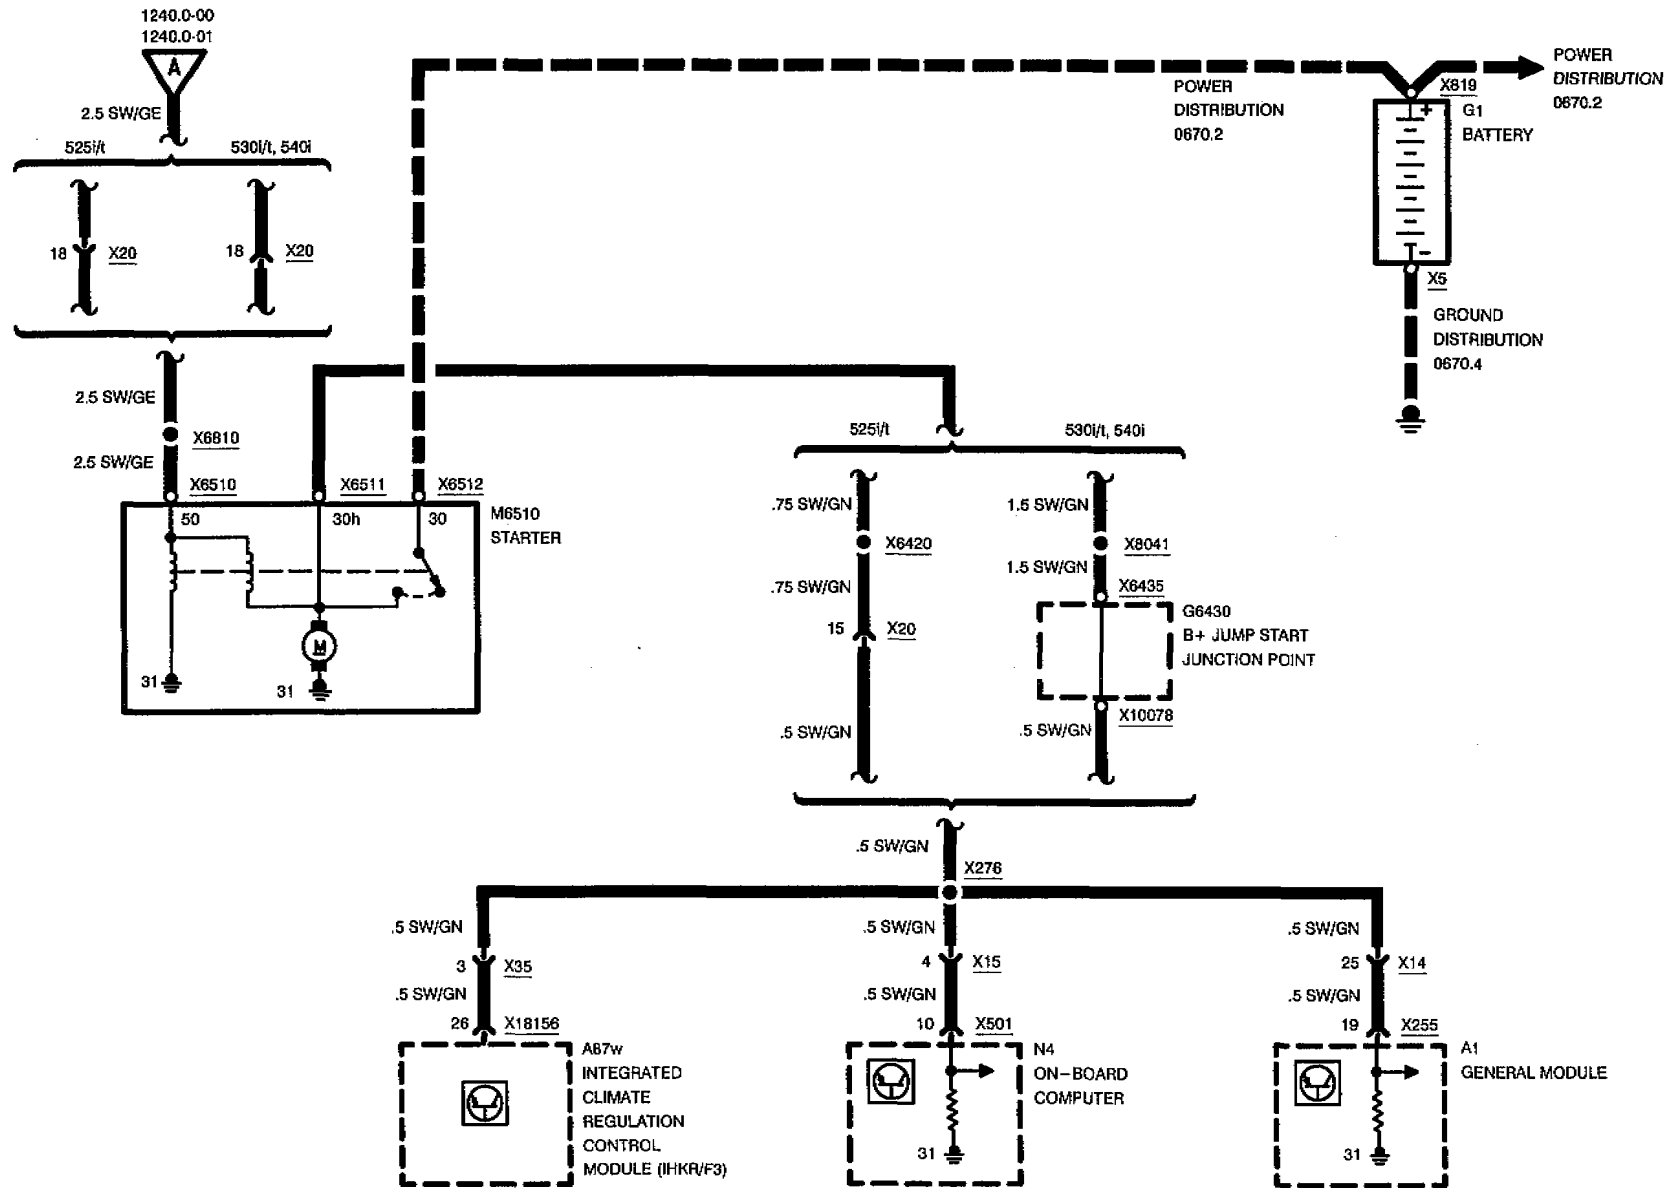 1240.0-00
1240.0-01
A
2.5 SW/GE
525i/t
530i/t, 540i
18
X20
18
X20
2.5 SW/GE
X6810
2.5 SW/GE
X6510
X6511
X6512
50
30h
30
M6510
STARTER
M
31
31
POWER
DISTRIBUTION
0670.2
POWER
DISTRIBUTION
0670.2
X819
+
G1
BATTERY
-
X5
GROUND
DISTRIBUTION
0670.4
525i/t
530i/t, 540i
.75 SW/GN
1.5 SW/GN
X6420
X8041
.75 SW/GN
1.5 SW/GN
X6435
15
X20
G6430
B+ JUMP START
JUNCTION POINT
X10078
.5 SW/GN
.5 SW/GN
.5 SW/GN
X276
.5 SW/GN
.5 SW/GN
.5 SW/GN
3
X35
4
X15
25
X14
.5 SW/GN
.5 SW/GN
.5 SW/GN
26
X18156
10
X501
19
X255
A87w
INTEGRATED
CLIMATE
REGULATION
CONTROL
MODULE (IHKR/F3)
N4
ON-BOARD
COMPUTER
31
A1
GENERAL MODULE
31